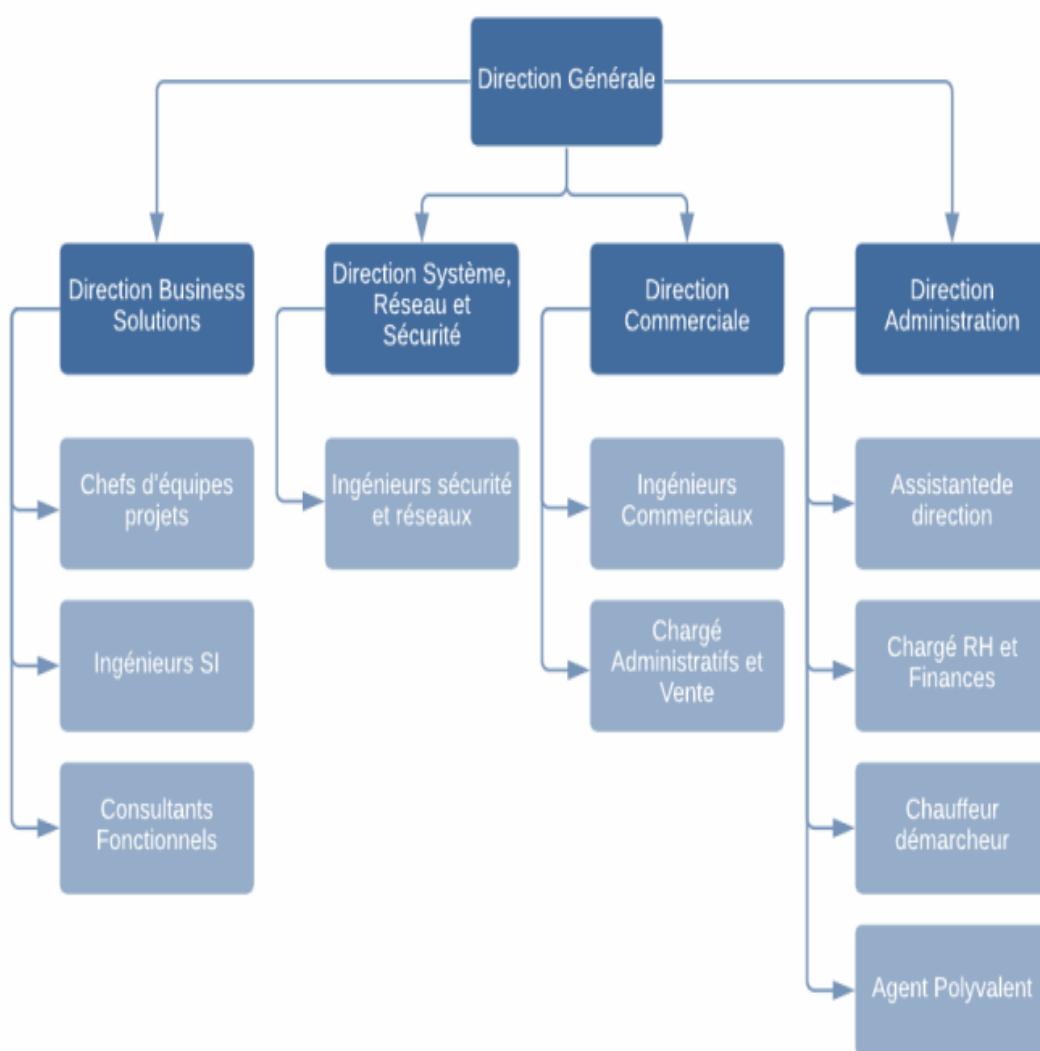 Direction Générale
Direction Business
Solutions
Direction Système,
Réseau et
Sécurité
Direction
Commerciale
Direction
Administration
Chefs d'équipes
projets
Ingénieurs sécurité
et réseaux
Ingénieurs
Commerciaux
Assistantede
direction
Ingénieurs SI
Chargé
Administratifs et
Vente
Chargé RH et
Finances
Consultants
Fonctionnels
Chauffeur
démarcheur
Agent Polyvalent